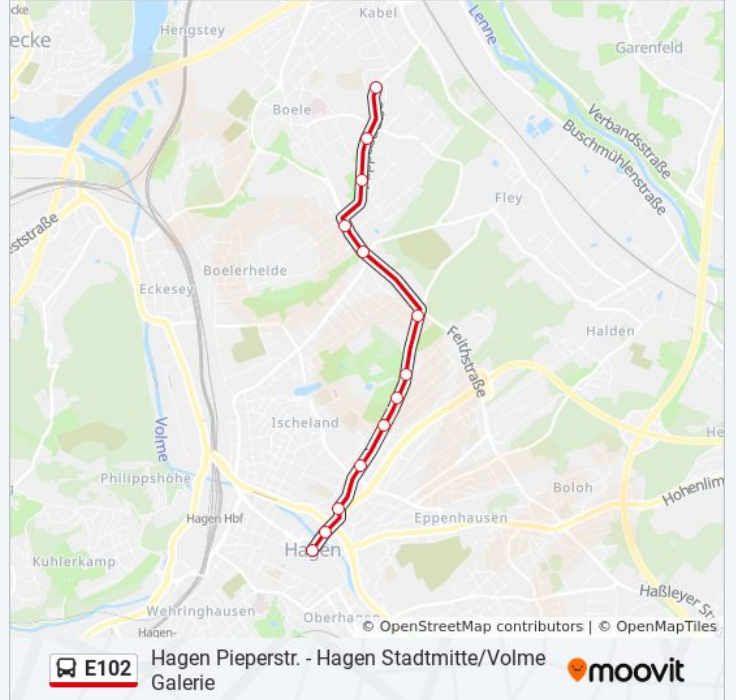 cke
Kabel
Hengstey
Lenne
ecke
Garenfeld
Boele
Verbandsstraße
Buschmühlenstraße
Fley
eststraße
Boelerheide
Eckesey
Halden
Feithstraße
Ischeland
Volme
He
Philippshöhe
Boloh
Hohenlim
Hagen Hbf
Eppenhausen
Hagen
Kuhlerkamp
Haßleyer Str
Wehringhausen
Oberhagen
Hagen-
© OpenStreetMap contributors | © OpenMapTiles
E102
Hagen Pieperstr. - Hagen Stadtmitte/Volme
Galerie
moovit